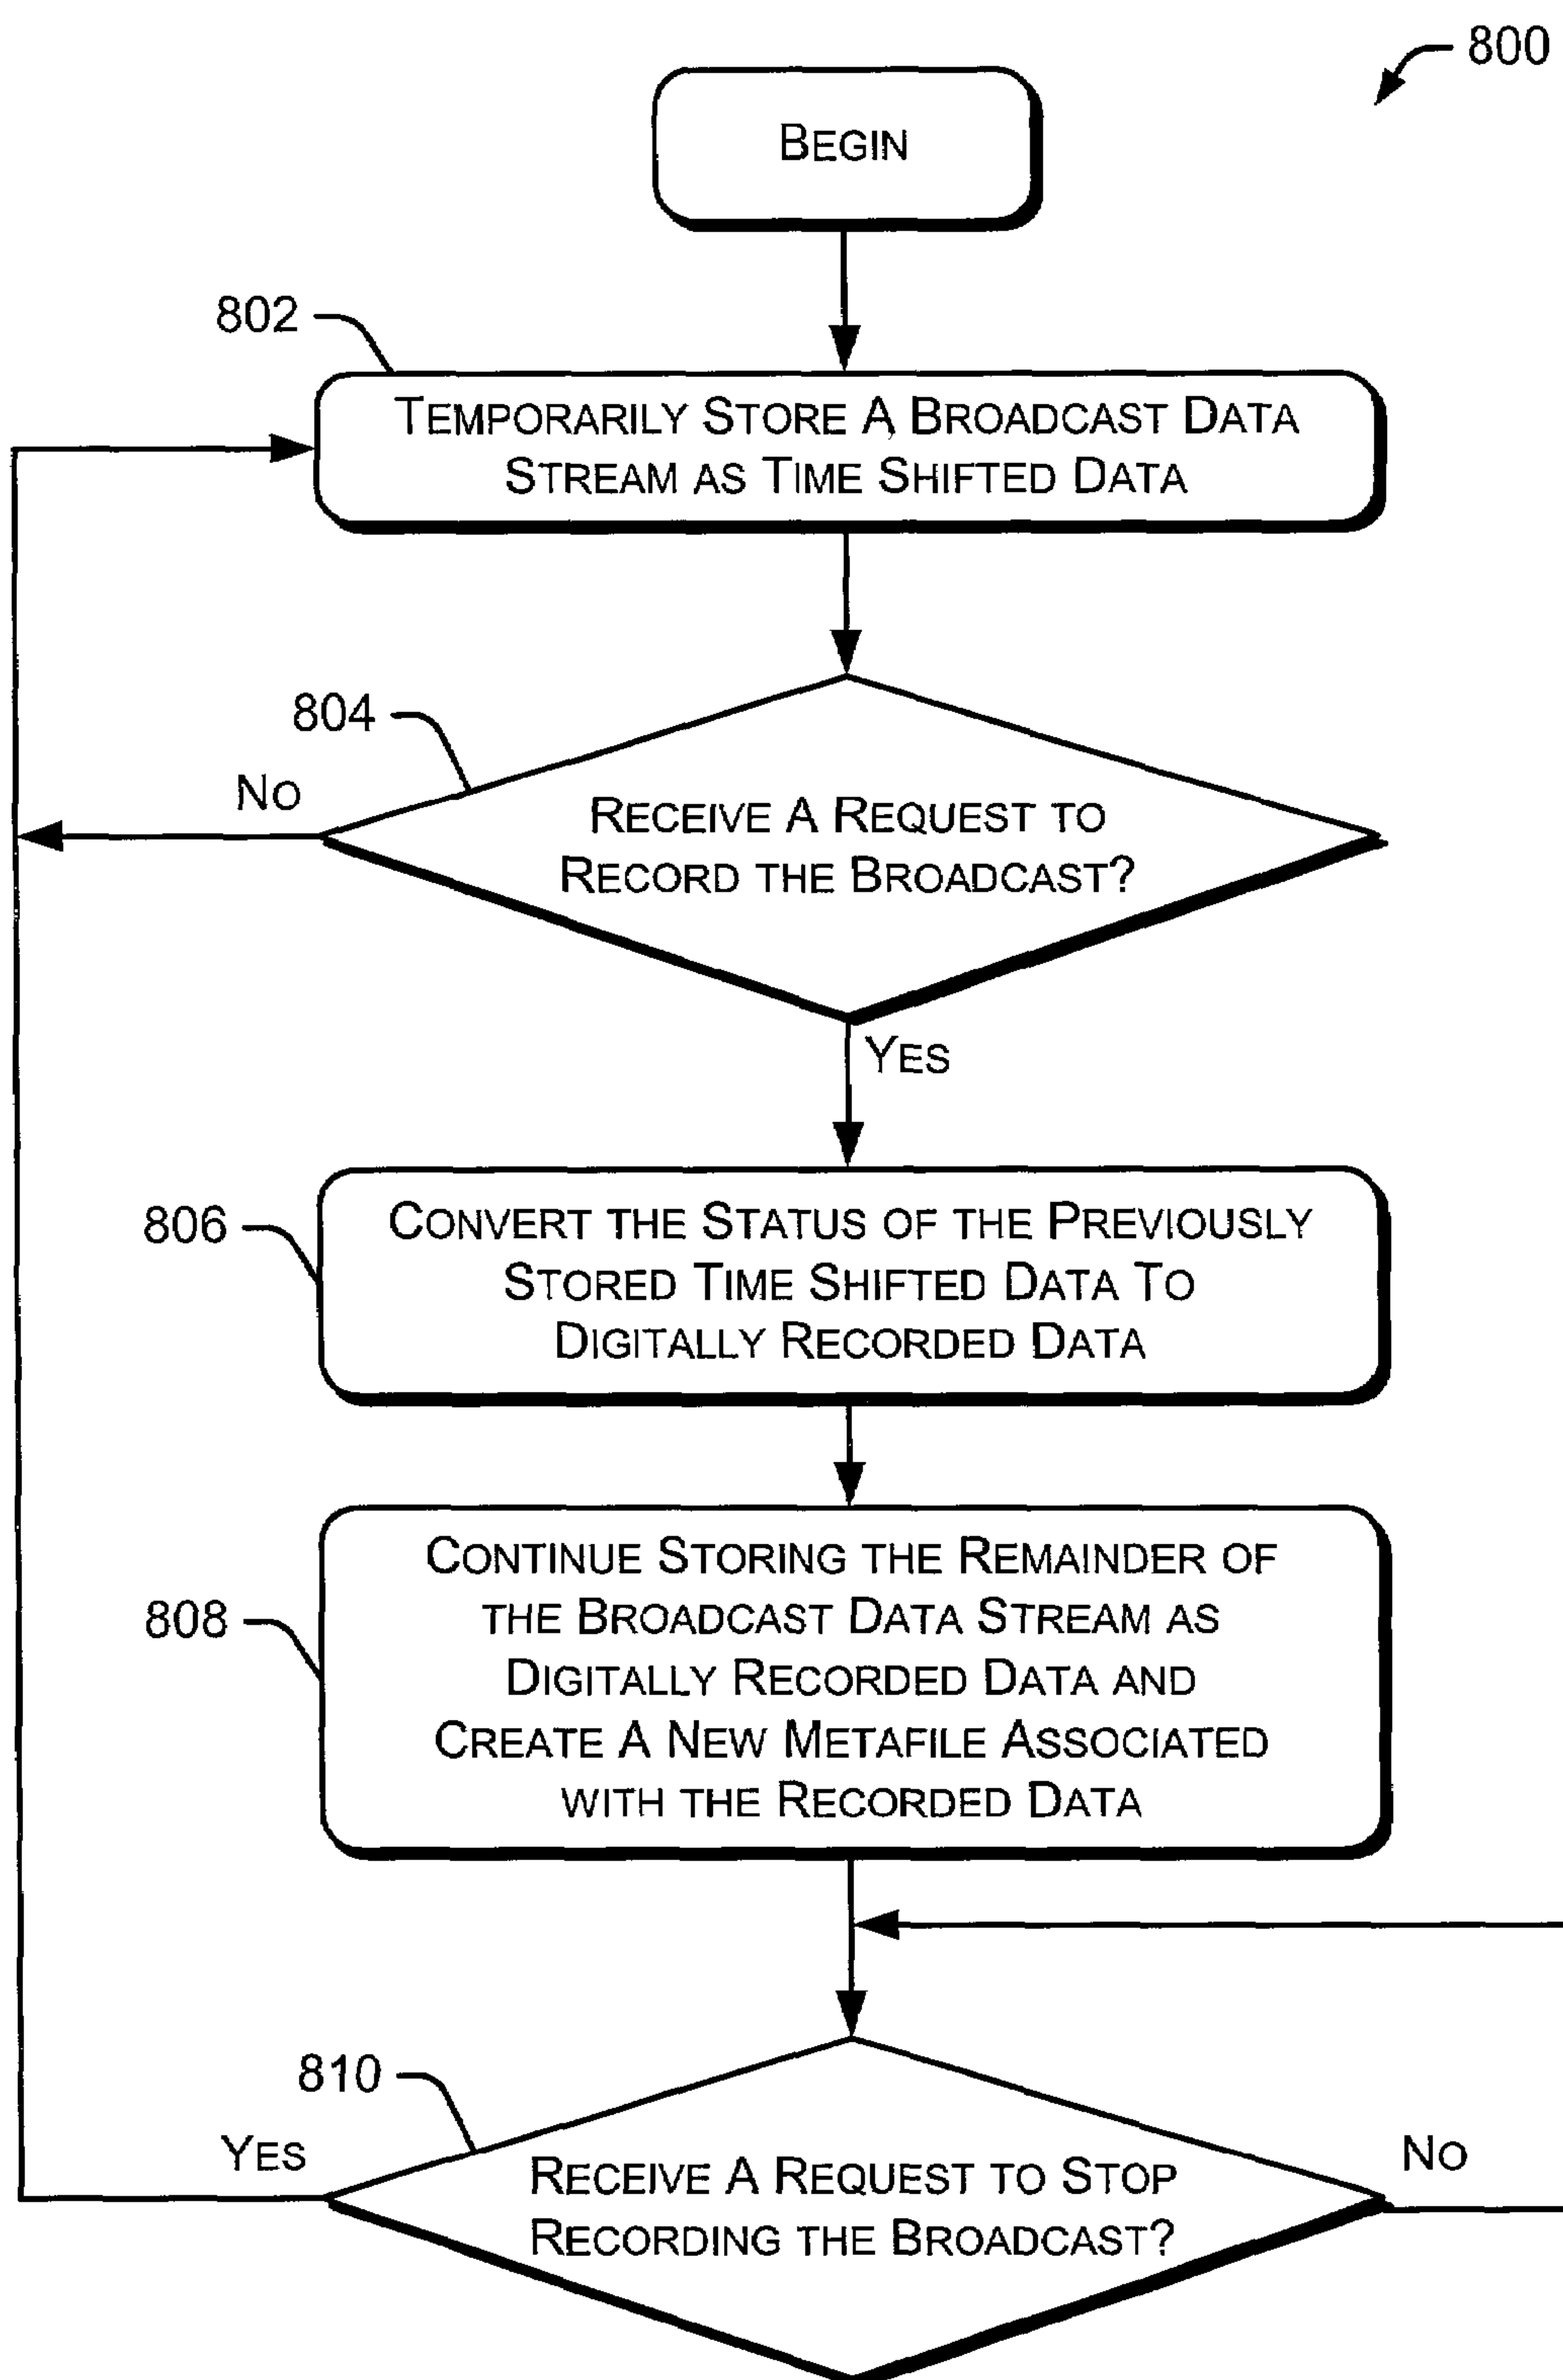 800
BEGIN
802
TEMPORARILY STORE A BROADCAST DATA
STREAM AS TIME SHIFTED DATA
804
NO
RECEIVE A REQUEST TO
RECORD THE BROADCAST?
YES
806
CONVERT THE STATUS OF THE PREVIOUSLY
STORED TIME SHIFTED DATA TO
DIGITALLY RECORDED DATA
808
CONTINUE STORING THE REMAINDER OF
THE BROADCAST DATA STREAM AS
DIGITALLY RECORDED DATA AND
CREATE A NEW METAFILE ASSOCIATED
WITH THE RECORDED DATA
810
YES
NO
RECEIVE A REQUEST TO STOP
RECORDING THE BROADCAST?